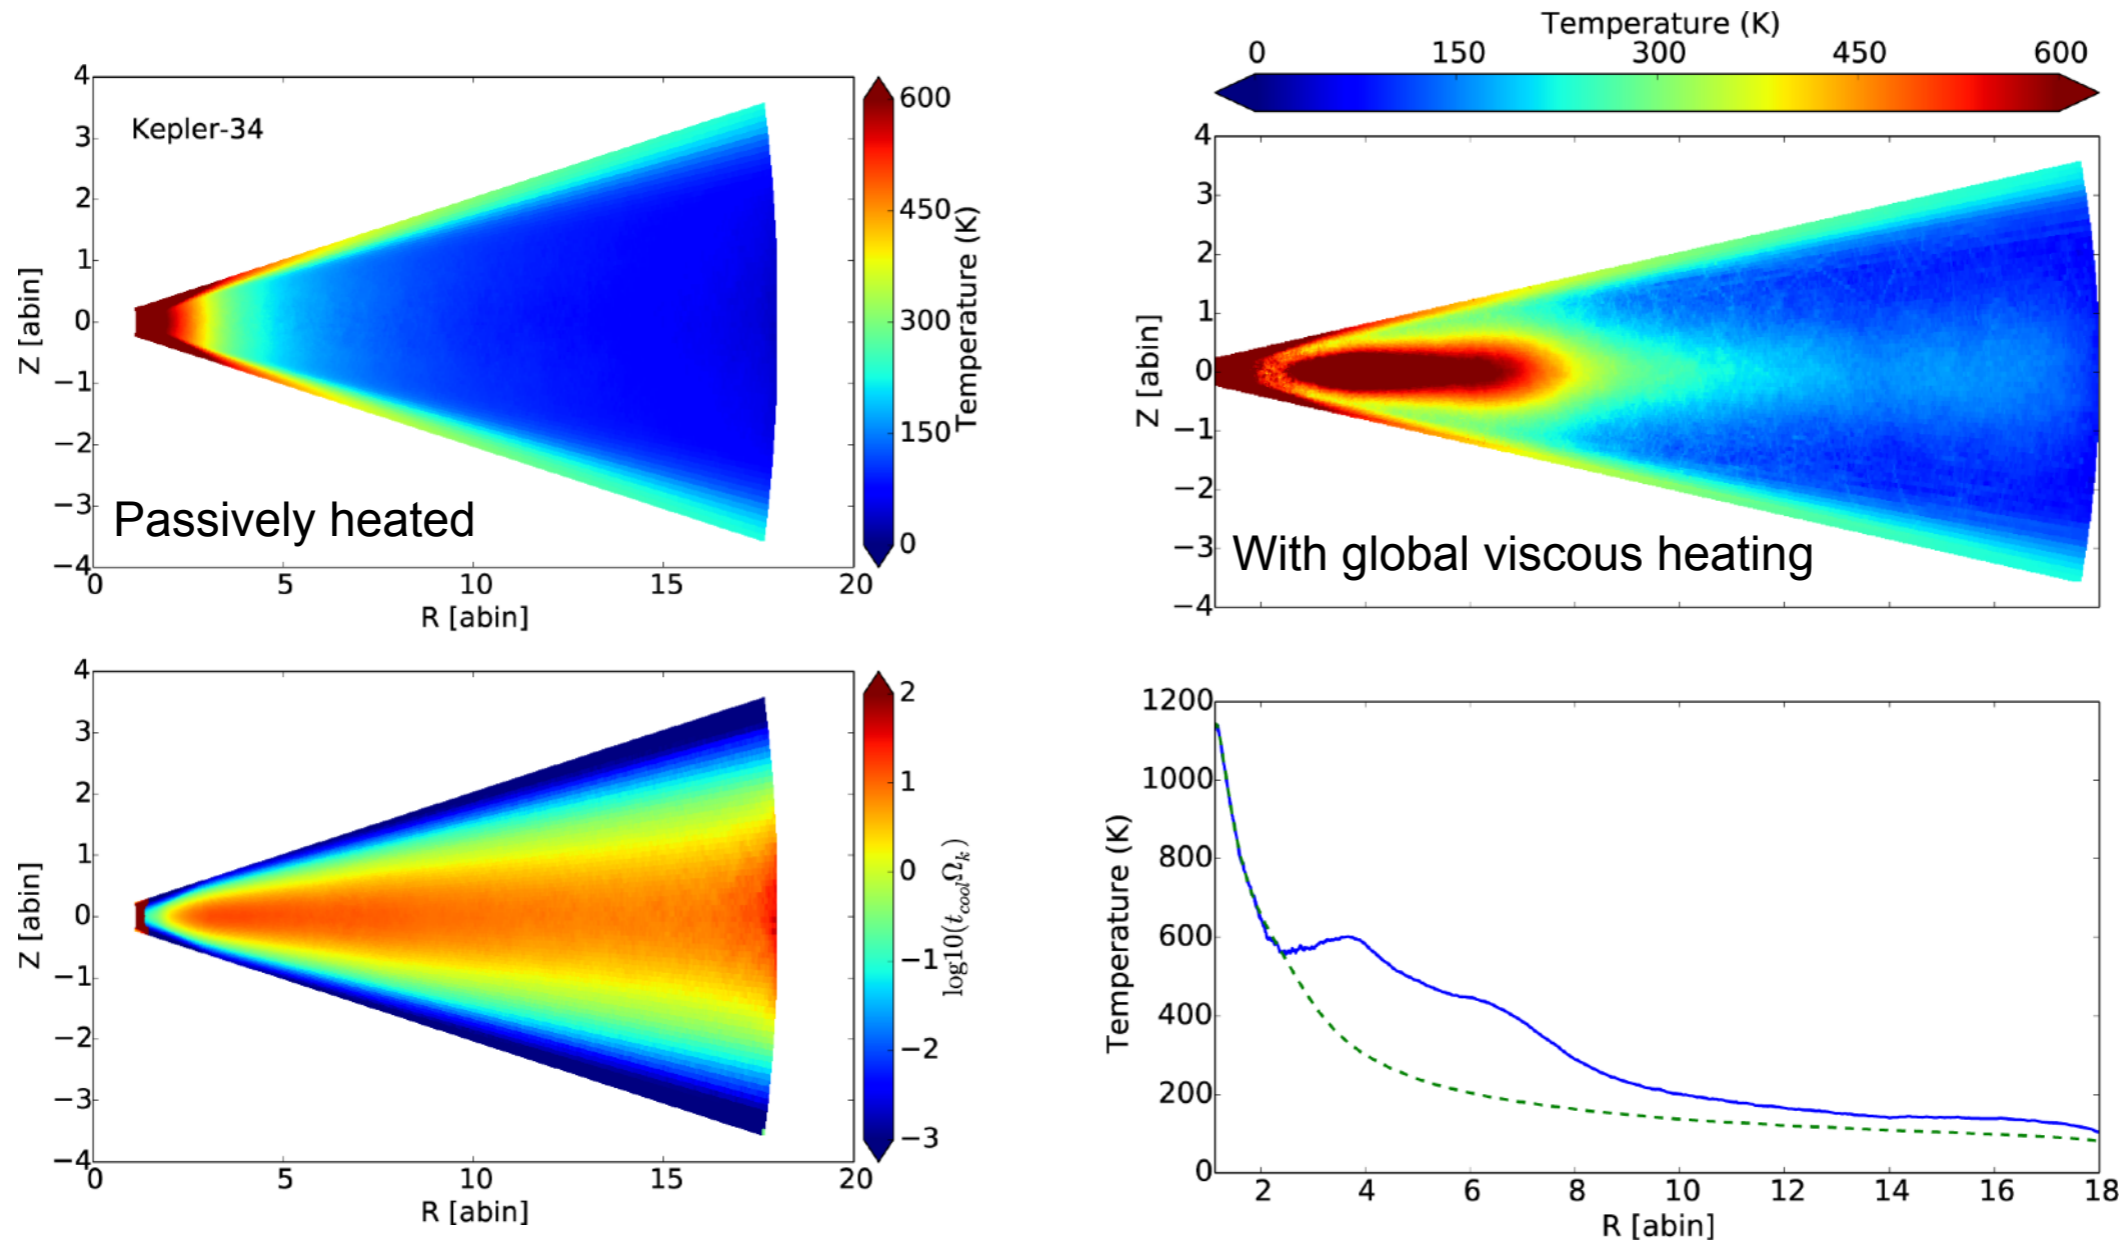 Kepler-34
Passively heated
4
3
2
1
0
−1
−2
−3
−4
Z [abin]
0 5 10 15 20
R [abin]
600
450
300
150
0
Temperature (K)
Temperature (K)
0 150 300 450 600
4
3
2
1
0
−1
−2
−3
−4
Z [abin]
With global viscous heating
4
3
2
1
0
−1
−2
−3
−4
Z [abin]
0 5 10 15 20
R [abin]
2
1
0
−1
−2
−3
log10(t_{cool}Ω_k)
1200
1000
800
600
400
200
0
Temperature (K)
2 4 6 8 10 12 14 16 18
R [abin]